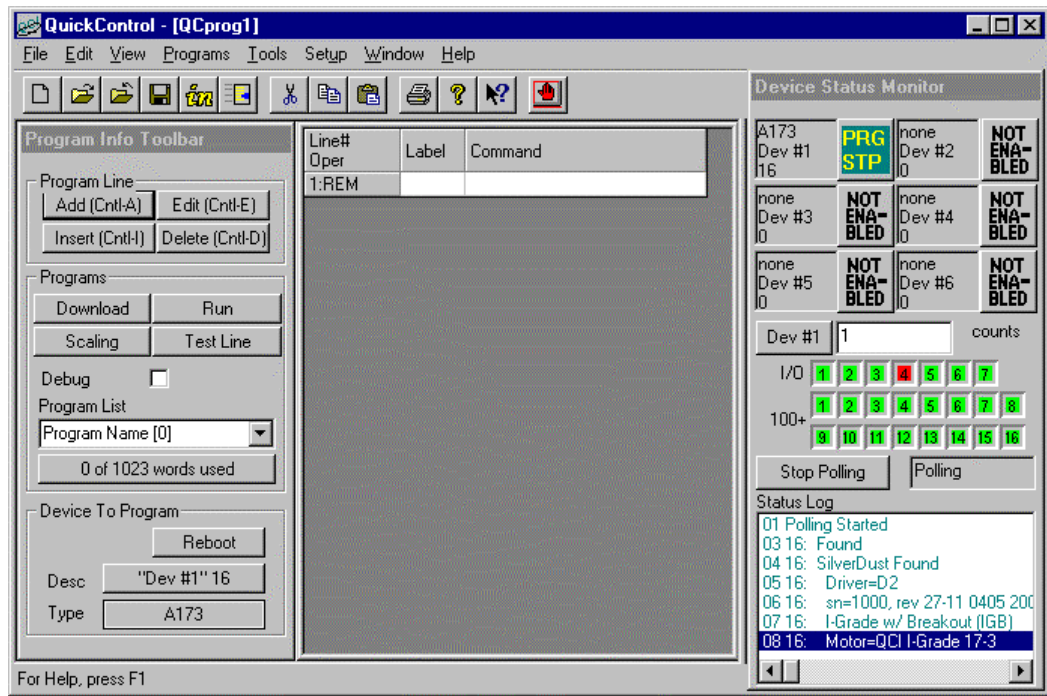 QuickControl - [QCprog1]
File Edit View Programs Tools Setup Window Help
Program Info Toolbar
Program Line
Add (Cntl-A) Edit (Cntl-E)
Insert (Cntl-I) Delete (Cntl-D)
Programs
Download Run
Scaling Test Line
Debug
Program List
Program Name [0]
0 of 1023 words used
Device To Program
Reboot
Desc "Dev #1" 16
Type A173
Line# Oper Label Command
1:REM
Device Status Monitor
A173
Dev #1
16
PRG
STP
none
Dev #2
0
NOT
ENA-
BLED
none
Dev #3
0
NOT
ENA-
BLED
none
Dev #4
0
NOT
ENA-
BLED
none
Dev #5
0
NOT
ENA-
BLED
none
Dev #6
0
NOT
ENA-
BLED
Dev #1 1 counts
I/O 1 2 3 4 5 6 7
100+ 1 2 3 4 5 6 7 8
9 10 11 12 13 14 15 16
Stop Polling Polling
Status Log
01 Polling Started
03 16: Found
04 16: SilverDust Found
05 16: Driver=D2
06 16: sn=1000, rev 27-11 0405 200
07 16: I-Grade w/ Breakout (IGB)
08 16: Motor=QCI I-Grade 17-3
For Help, press F1